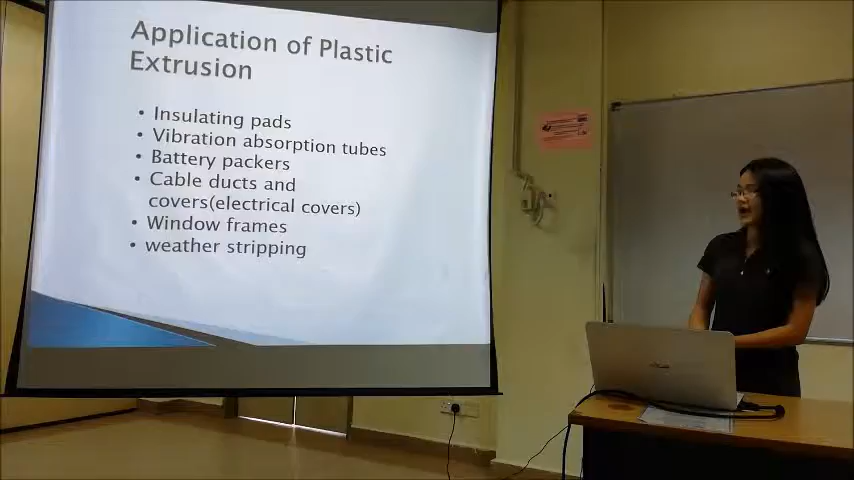 Application of Plastic
Extrusion
• Insulating pads
• Vibration absorption tubes
• Battery packers
• Cable ducts and
covers(electrical covers)
• Window frames
• weather stripping